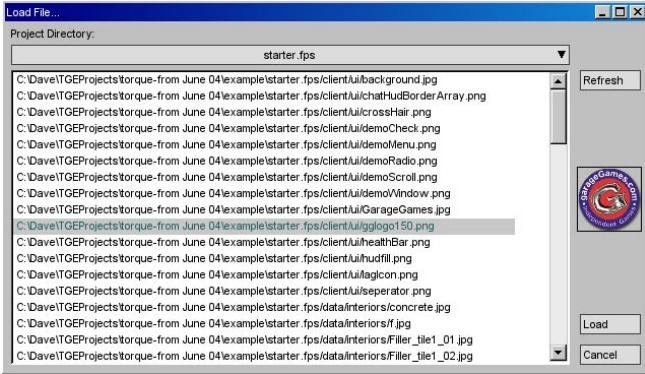 Load File...
Project Directory:
starter.fps
C:\Dave\TGEProjects\torque-from June 04\example\starter.fps/client/ui/background.jpg
C:\Dave\TGEProjects\torque-from June 04\example\starter.fps/client/ui/chatHudBorderArray.png
C:\Dave\TGEProjects\torque-from June 04\example\starter.fps/client/ui/crossHair.png
C:\Dave\TGEProjects\torque-from June 04\example\starter.fps/client/ui/demoCheck.png
C:\Dave\TGEProjects\torque-from June 04\example\starter.fps/client/ui/demoMenu.png
C:\Dave\TGEProjects\torque-from June 04\example\starter.fps/client/ui/demoRadio.png
C:\Dave\TGEProjects\torque-from June 04\example\starter.fps/client/ui/demoScroll.png
C:\Dave\TGEProjects\torque-from June 04\example\starter.fps/client/ui/demoWindow.png
C:\Dave\TGEProjects\torque-from June 04\example\starter.fps/client/ui/GarageGames.jpg
C:\Dave\TGEProjects\torque-from June 04\example\starter.fps/client/ui/gglogo150.png
C:\Dave\TGEProjects\torque-from June 04\example\starter.fps/client/ui/healthBar.png
C:\Dave\TGEProjects\torque-from June 04\example\starter.fps/client/ui/hudfill.png
C:\Dave\TGEProjects\torque-from June 04\example\starter.fps/client/ui/lagIcon.png
C:\Dave\TGEProjects\torque-from June 04\example\starter.fps/client/ui/seperator.png
C:\Dave\TGEProjects\torque-from June 04\example\starter.fps/data/interiors/concrete.jpg
C:\Dave\TGEProjects\torque-from June 04\example\starter.fps/data/interiors/f.jpg
C:\Dave\TGEProjects\torque-from June 04\example\starter.fps/data/interiors/Filler_tile1_01.jpg
C:\Dave\TGEProjects\torque-from June 04\example\starter.fps/data/interiors/Filler_tile1_02.jpg
Refresh
garageGames.com
G
Independent Games
Load
Cancel